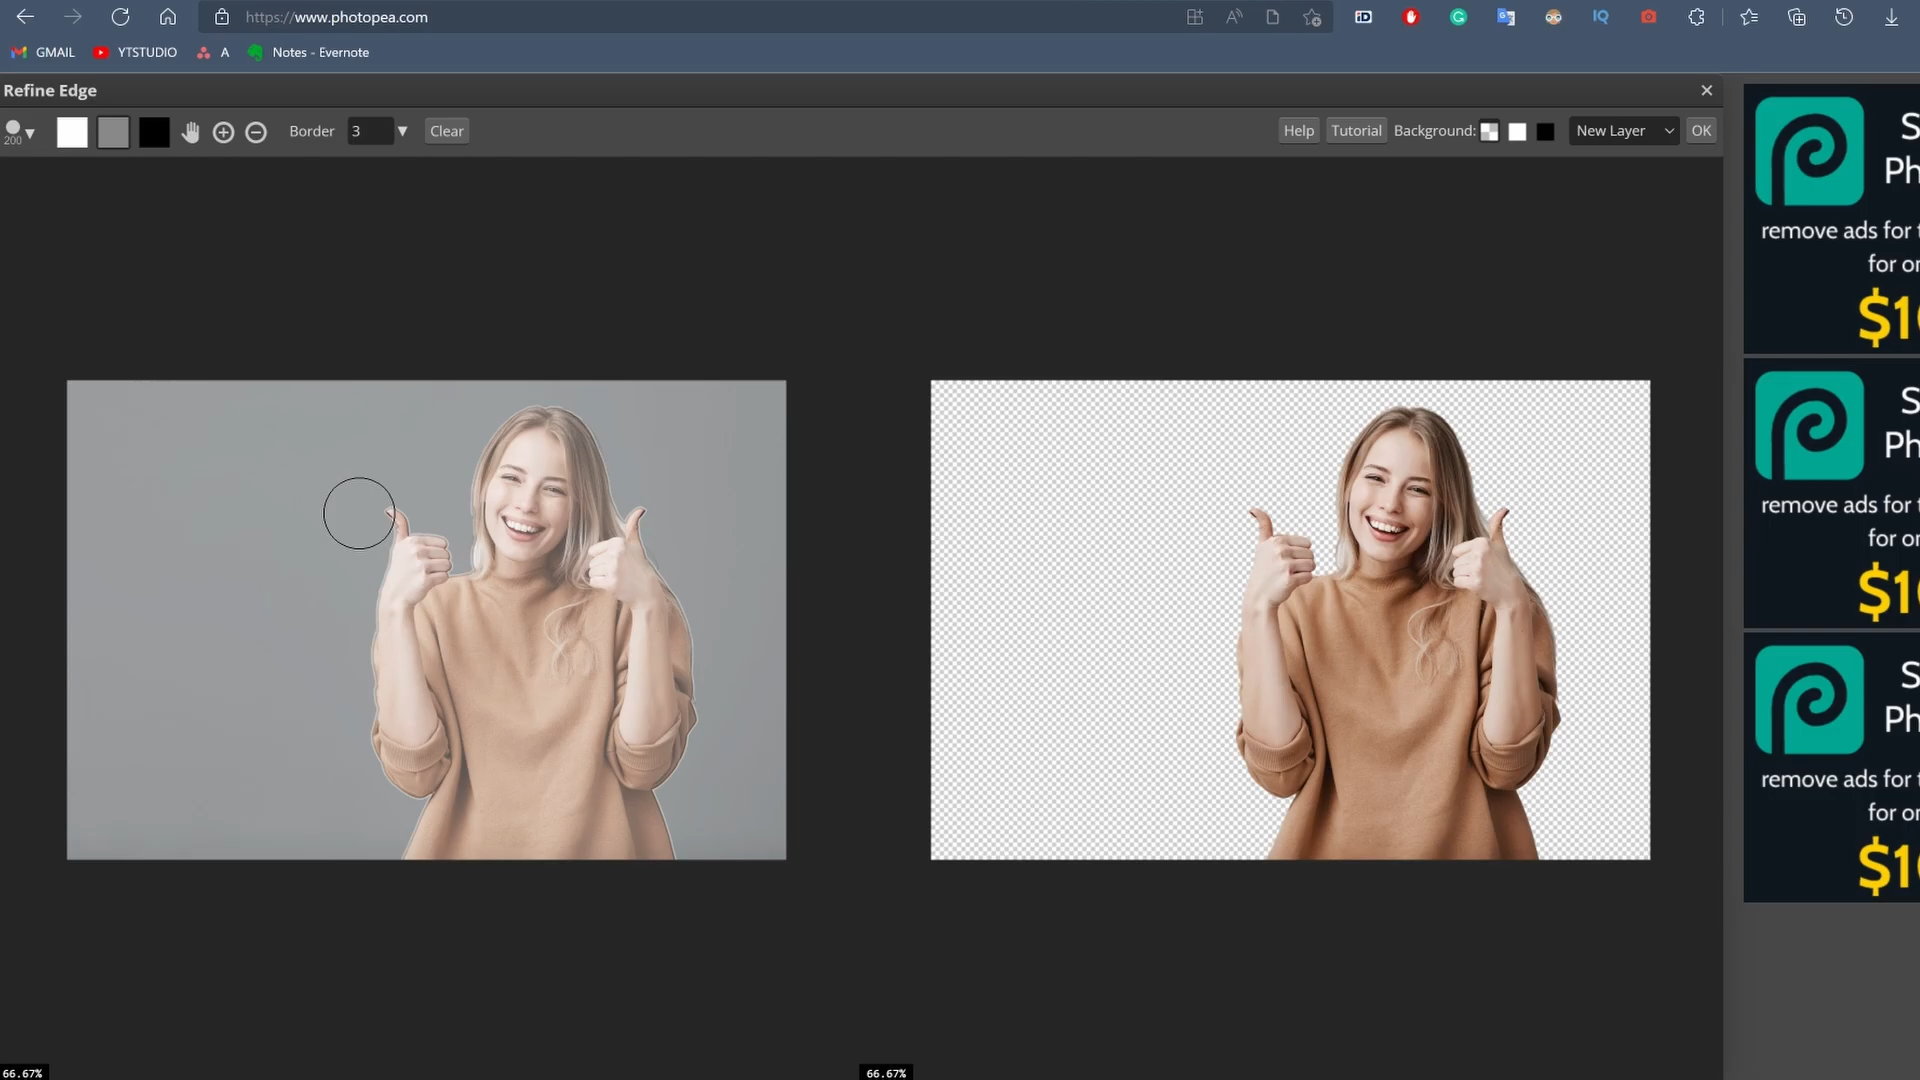 https://www.photopea.com
GMAIL
YTSTUDIO
A
Notes - Evernote
Refine Edge
200
Border
3
Clear
Help
Tutorial
Background:
New Layer
OK
remove ads for
for
$1
remove ads for
for
$1
remove ads for
for
$1
66.67%
66.67%